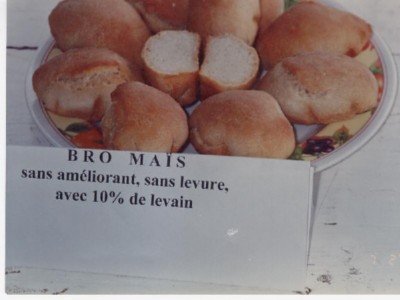 BRO MAÏS
sans améliorant, sans levure,
avec 10% de levain